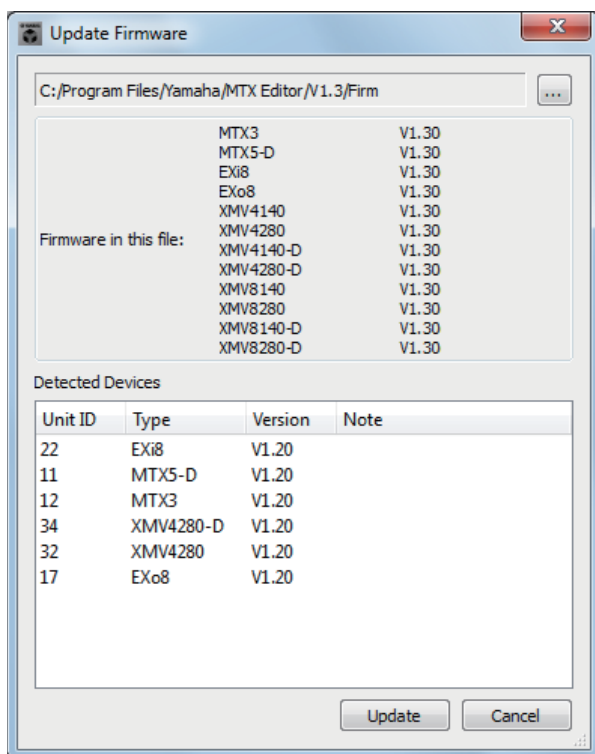 Update Firmware
C:/Program Files/Yamaha/MTX Editor/V1.3/Firm ...
Firmware in this file:
MTX3 V1.30
MTX5-D V1.30
EXi8 V1.30
EXo8 V1.30
XMV4140 V1.30
XMV4280 V1.30
XMV4140-D V1.30
XMV4280-D V1.30
XMV8140 V1.30
XMV8280 V1.30
XMV8140-D V1.30
XMV8280-D V1.30
Detected Devices
Unit ID Type Version Note
22 EXi8 V1.20
11 MTX5-D V1.20
12 MTX3 V1.20
34 XMV4280-D V1.20
32 XMV4280 V1.20
17 EXo8 V1.20
Update Cancel